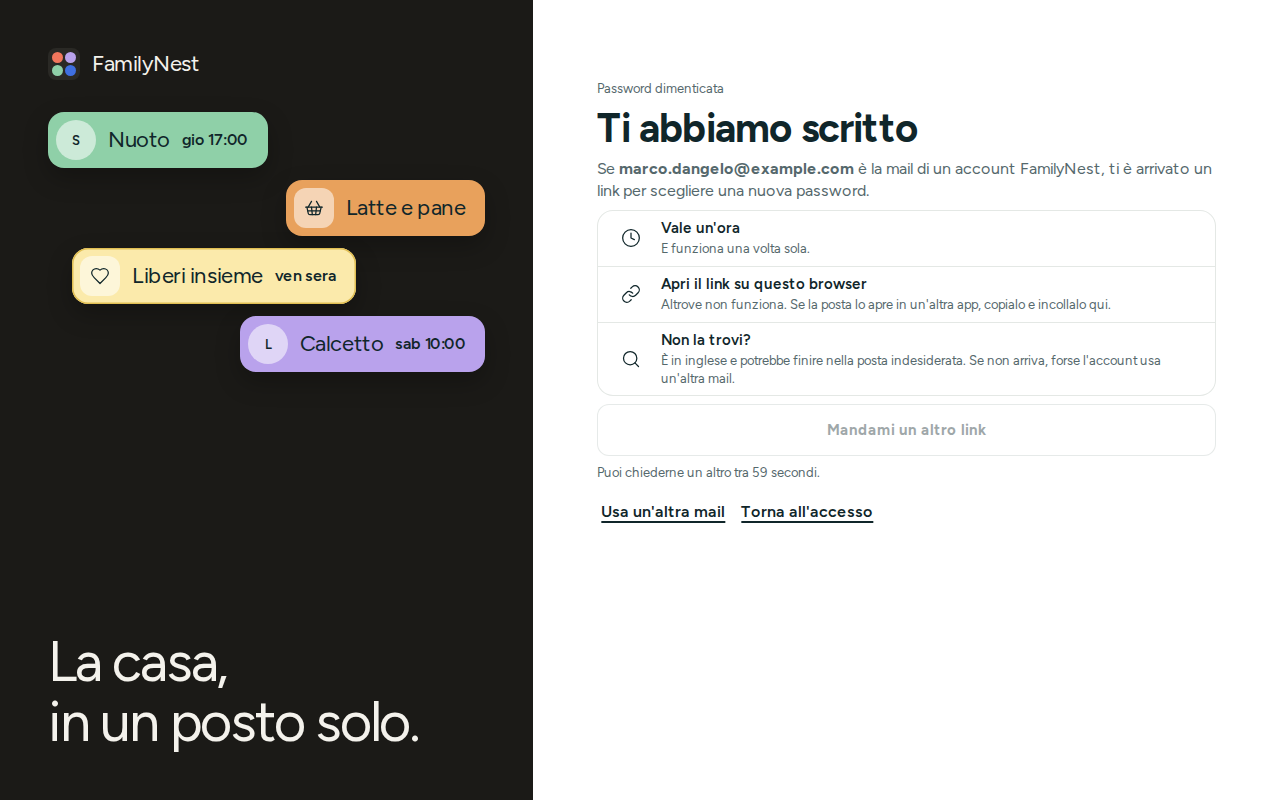 FamilyNest
S
Nuoto gio 17:00
Latte e pane
Liberi insieme ven sera
L
Calcetto sab 10:00
La casa,
in un posto solo.
Password dimenticata
Ti abbiamo scritto
Se marco.dangelo@example.com è la mail di un account FamilyNest, ti è arrivato un
link per scegliere una nuova password.
Vale un'ora
E funziona una volta sola.
Apri il link su questo browser
Altrove non funziona. Se la posta lo apre in un'altra app, copialo e incollalo qui.
Non la trovi?
È in inglese e potrebbe finire nella posta indesiderata. Se non arriva, forse l'account usa
un'altra mail.
Mandami un altro link
Puoi chiederne un altro tra 59 secondi.
Usa un'altra mail Torna all'accesso